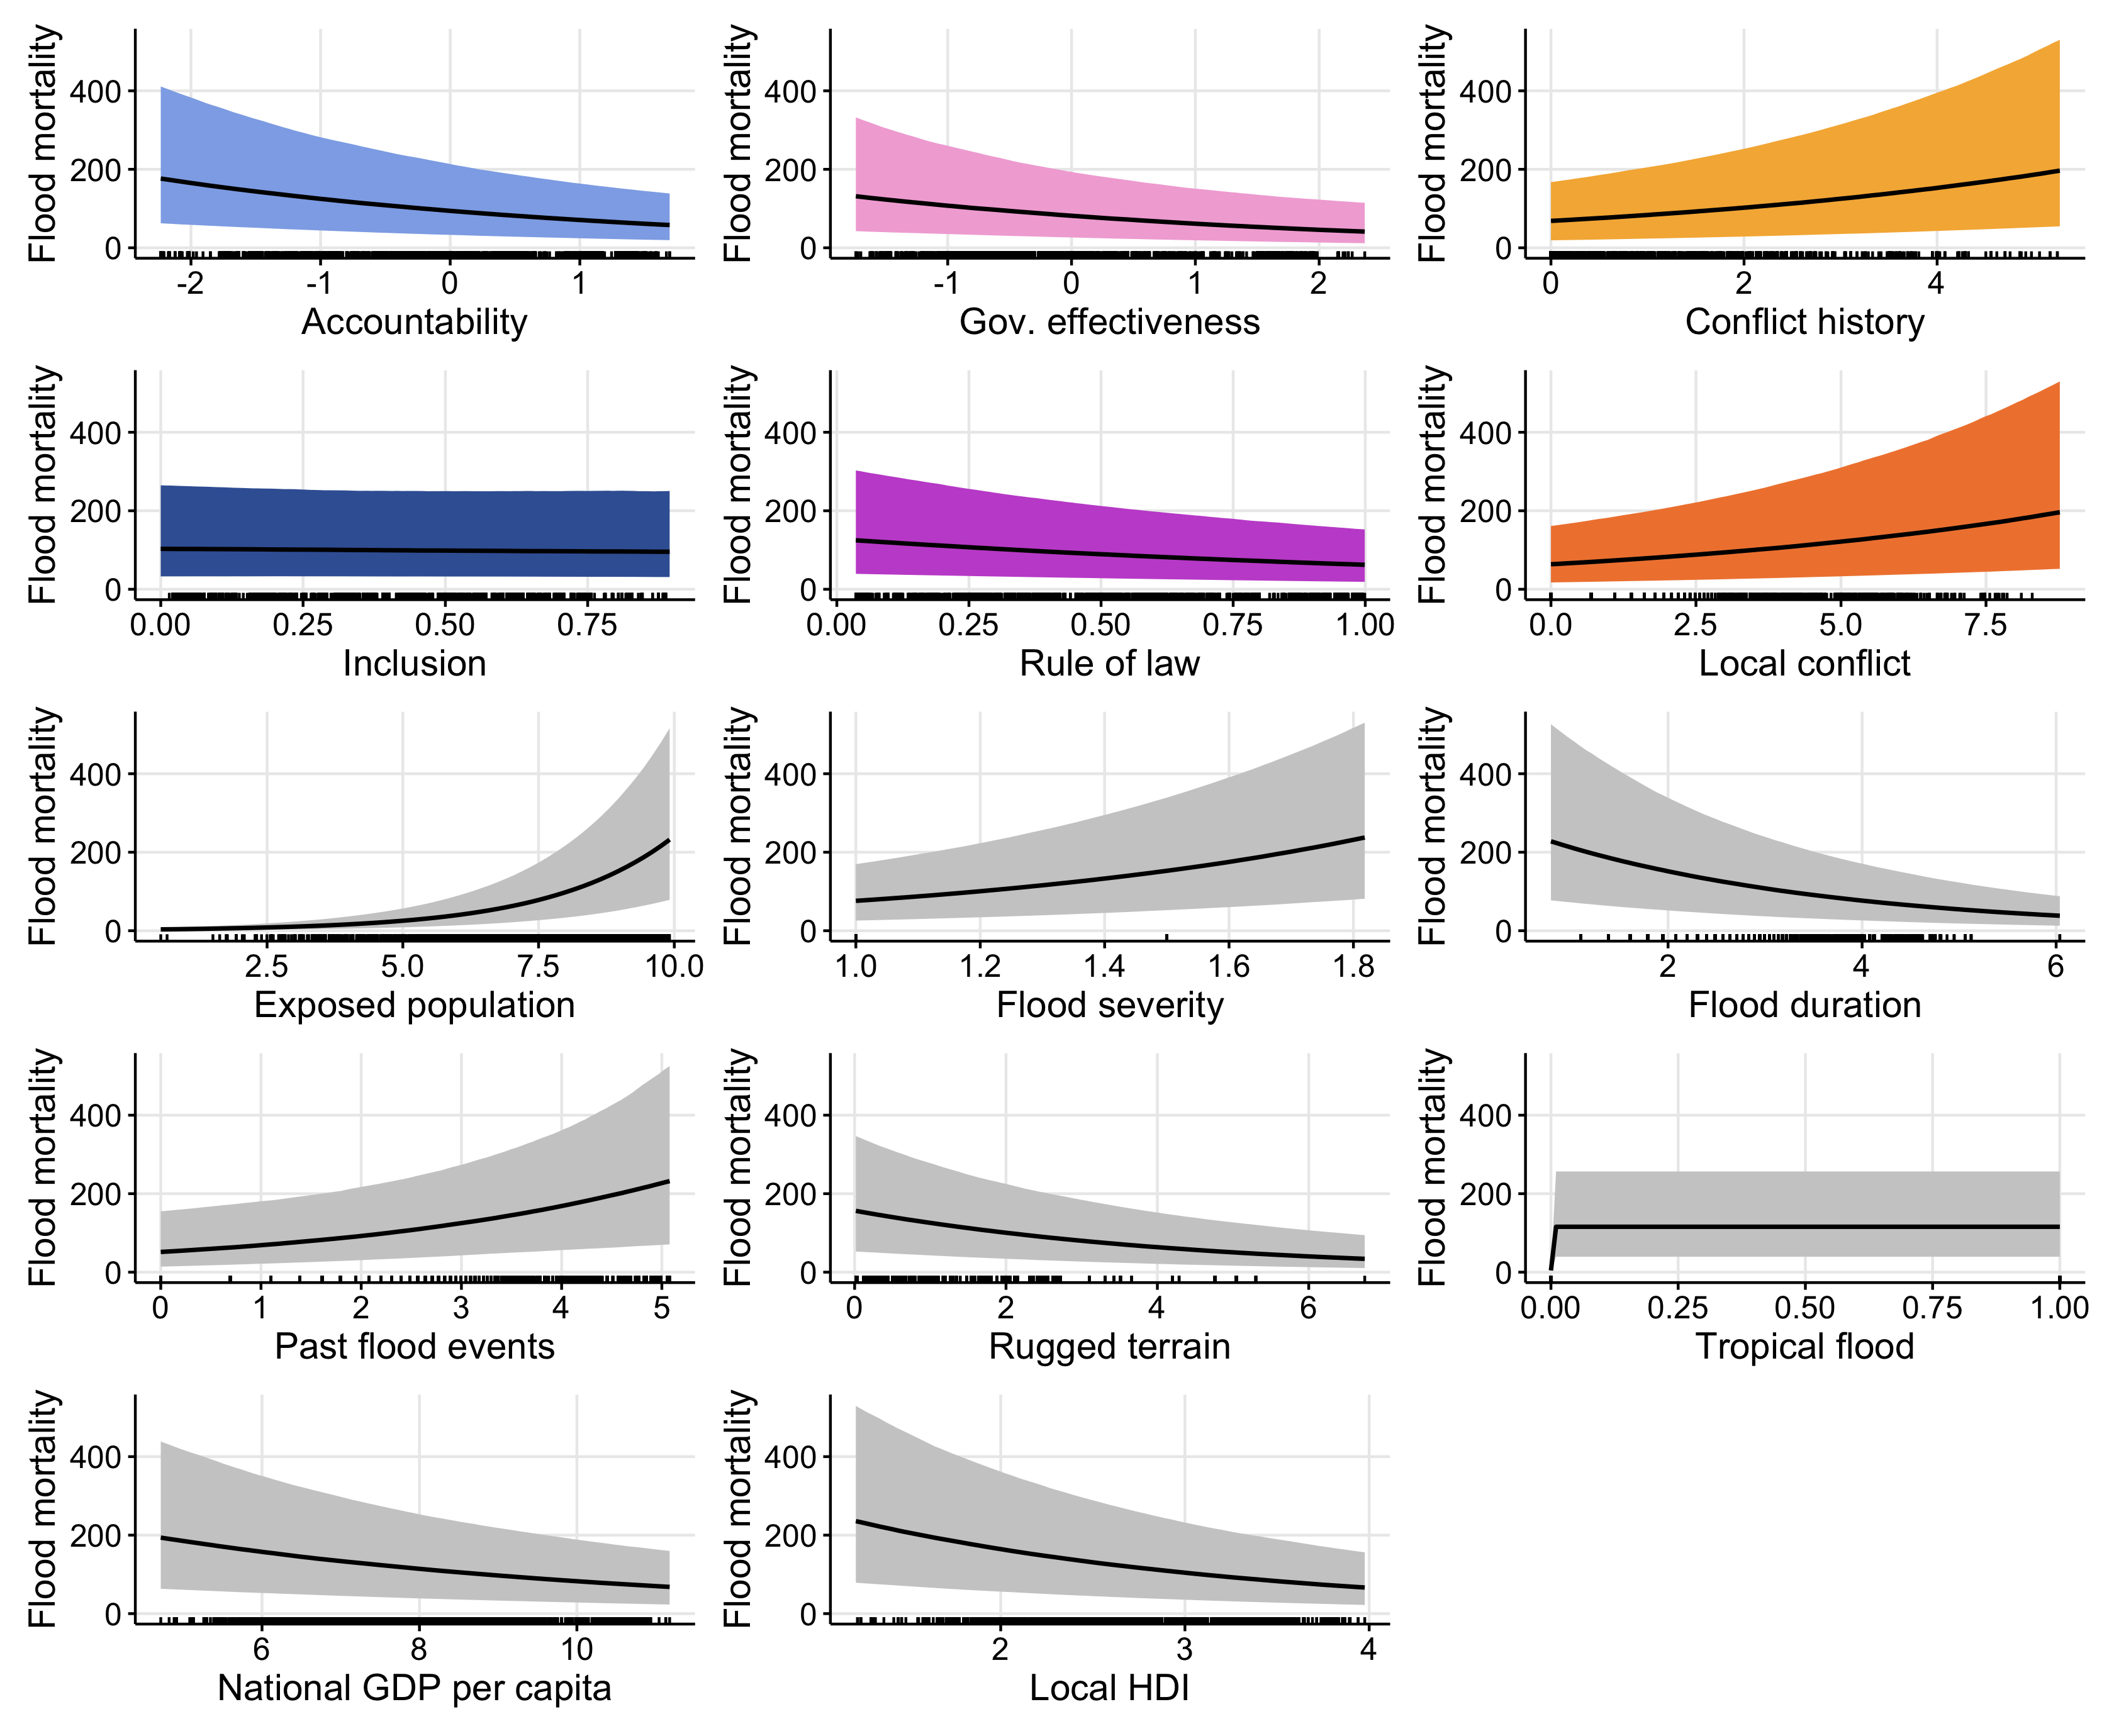 Flood mortality
400
200
0
-2 -1 0 1
Accountability
Flood mortality
400
200
0
-1 0 1 2
Gov. effectiveness
Flood mortality
400
200
0
0 2 4
Conflict history
Flood mortality
400
200
0
0.00 0.25 0.50 0.75
Inclusion
Flood mortality
400
200
0
0.00 0.25 0.50 0.75 1.00
Rule of law
Flood mortality
400
200
0
0.0 2.5 5.0 7.5
Local conflict
Flood mortality
400
200
0
2.5 5.0 7.5 10.0
Exposed population
Flood mortality
400
200
0
1.0 1.2 1.4 1.6 1.8
Flood severity
Flood mortality
400
200
0
2 4 6
Flood duration
Flood mortality
400
200
0
0 1 2 3 4 5
Past flood events
Flood mortality
400
200
0
0 2 4 6
Rugged terrain
Flood mortality
400
200
0
0.00 0.25 0.50 0.75 1.00
Tropical flood
Flood mortality
400
200
0
6 8 10
National GDP per capita
Flood mortality
400
200
0
2 3 4
Local HDI